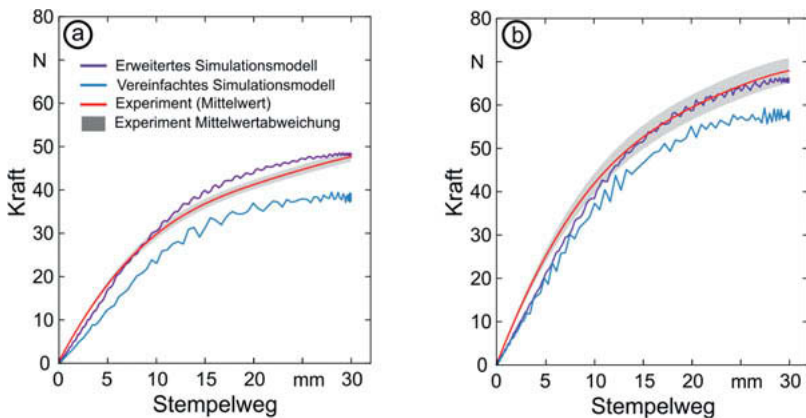 a
80
N
60
50
40
30
20
10
0
Kraft
Erweitertes Simulationsmodell
Vereinfachtes Simulationsmodell
Experiment (Mittelwert)
Experiment Mittelwertabweichung
0 5 10 15 20 mm 30
Stempelweg
b
80
N
60
50
40
30
20
10
0
Kraft
0 5 10 15 20 mm 30
Stempelweg